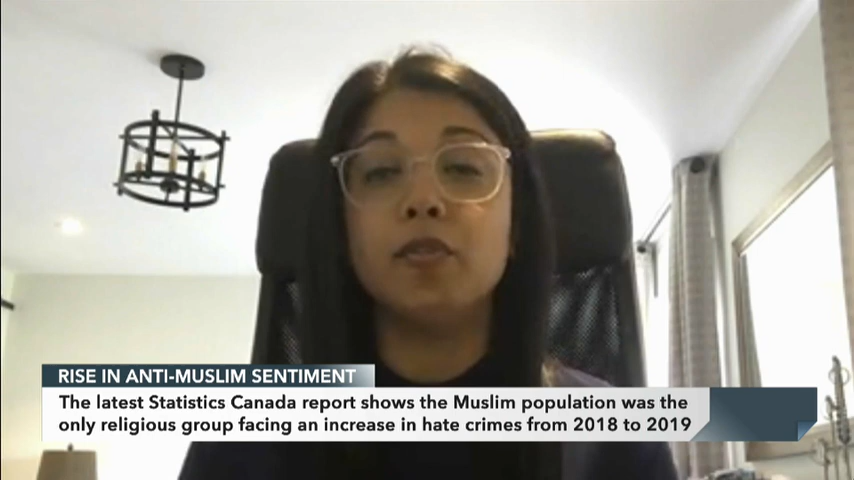 RISE IN ANTI-MUSLIM SENTIMENT
The latest Statistics Canada report shows the Muslim population was the
only religious group facing an increase in hate crimes from 2018 to 2019